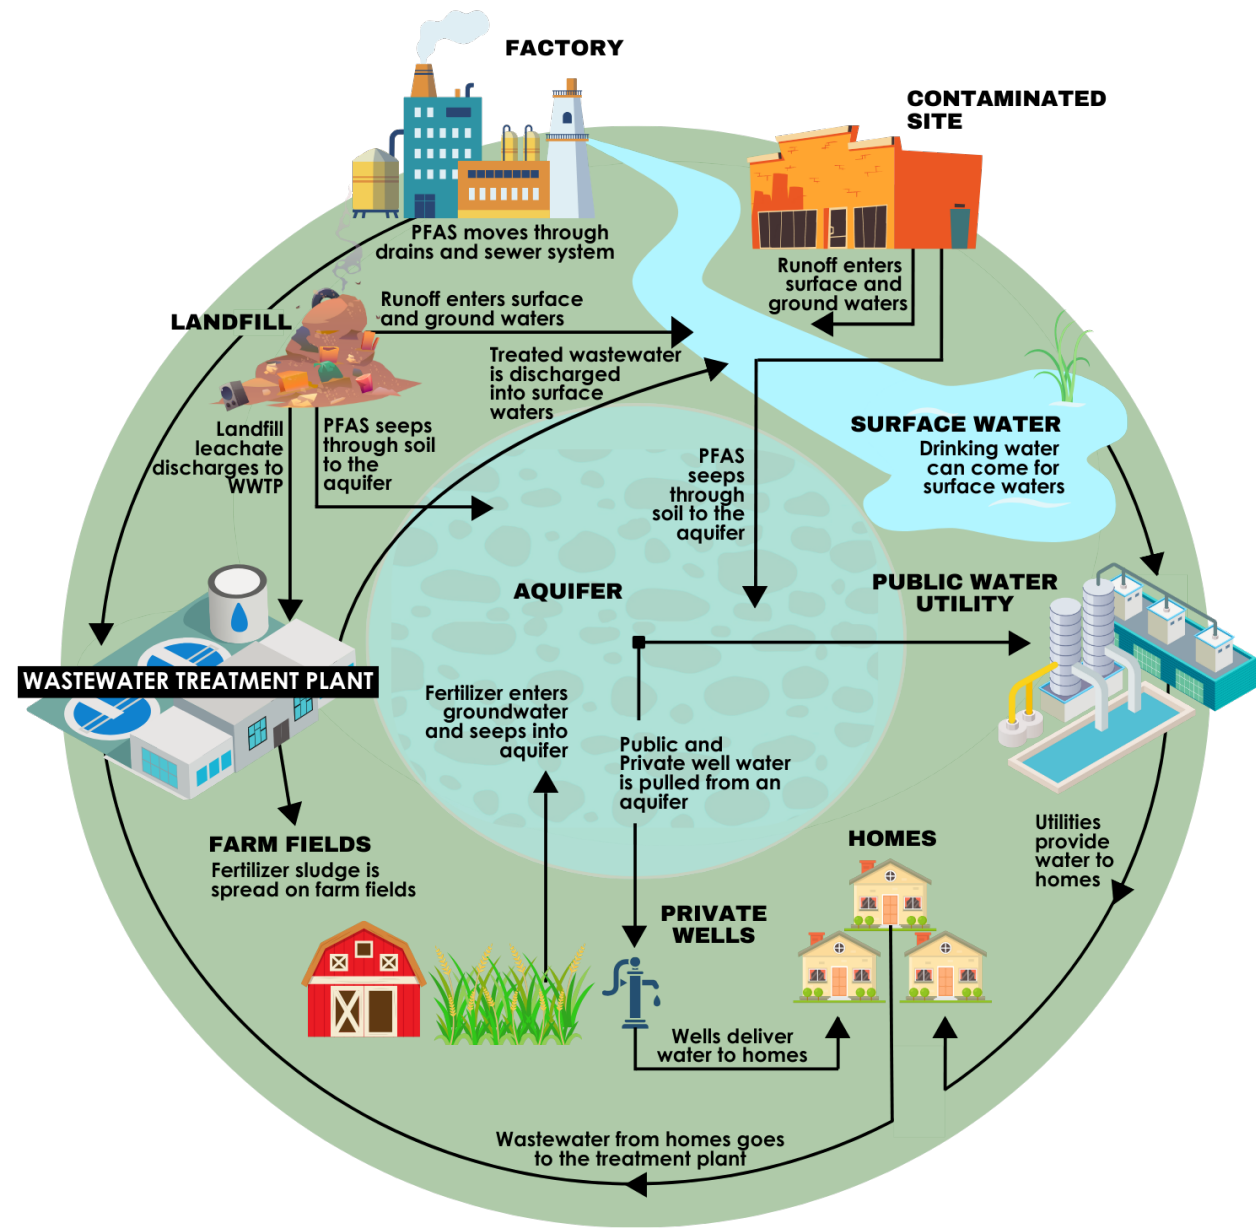 FACTORY
CONTAMINATED
SITE
PFAS moves through
drains and sewer system
Runoff enters
surface and
ground waters
LANDFILL
Runoff enters surface
and ground waters
Treated wastewater
is discharged
into surface
waters
Landfill
leachate
discharges to
WWTP
PFAS seeps
through soil
to the
aquifer
SURFACE WATER
Drinking water
can come for
surface waters
PFAS
seeps
through
soil to the
aquifer
AQUIFER
PUBLIC WATER
UTILITY
WASTEWATER TREATMENT PLANT
Fertilizer enters
groundwater
and seeps into
aquifer
Public and
Private well water
is pulled from an
aquifer
FARM FIELDS
Fertilizer sludge is
spread on farm fields
HOMES
Utilities
provide
water to
homes
PRIVATE
WELLS
Wells deliver
water to homes
Wastewater from homes goes
to the treatment plant